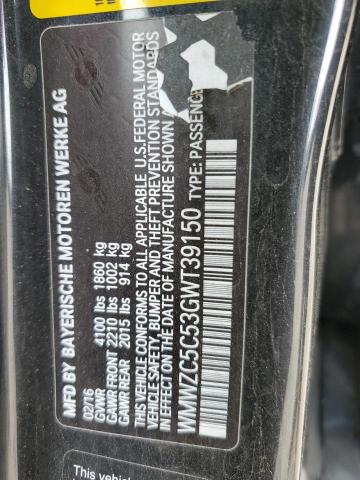 MFD BY BAYERISCHE MOTOREN WERKE AG
02/16
GVWR 4100 lbs 1860 kg
GAWR FRONT 2210 lbs 1002 kg
GAWR REAR 2015 lbs 914 kg
THIS VEHICLE CONFORMS TO ALL APPLICABLE U.S. FEDERAL MOTOR
VEHICLE SAFETY, BUMPER AND THEFT PREVENTION STANDARDS
IN EFFECT ON THE DATE OF MANUFACTURE SHOWN
WMWZC5C53GWT39150 TYPE: PASSENG
This vehicle